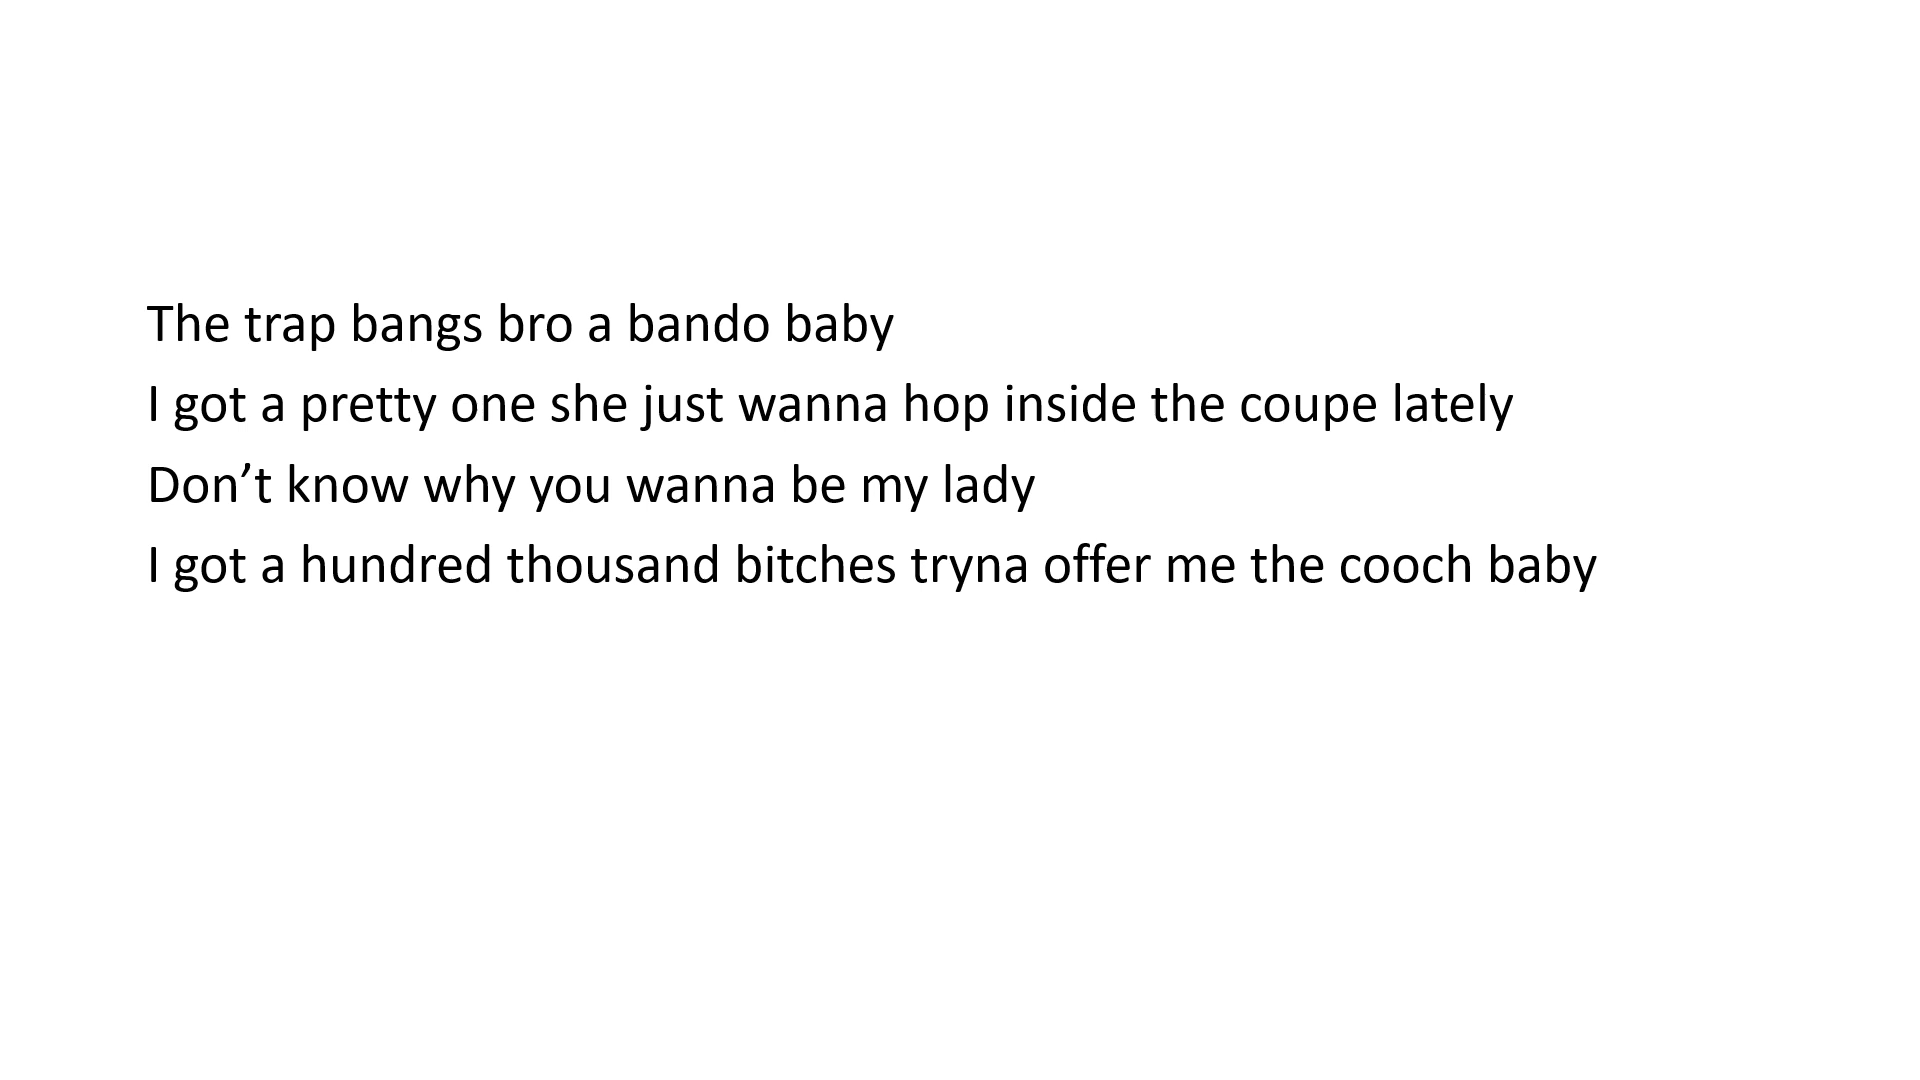 The trap bangs bro a bando baby
I got a pretty one she just wanna hop inside the coupe lately
Don’t know why you wanna be my lady
I got a hundred thousand bitches tryna offer me the cooch baby